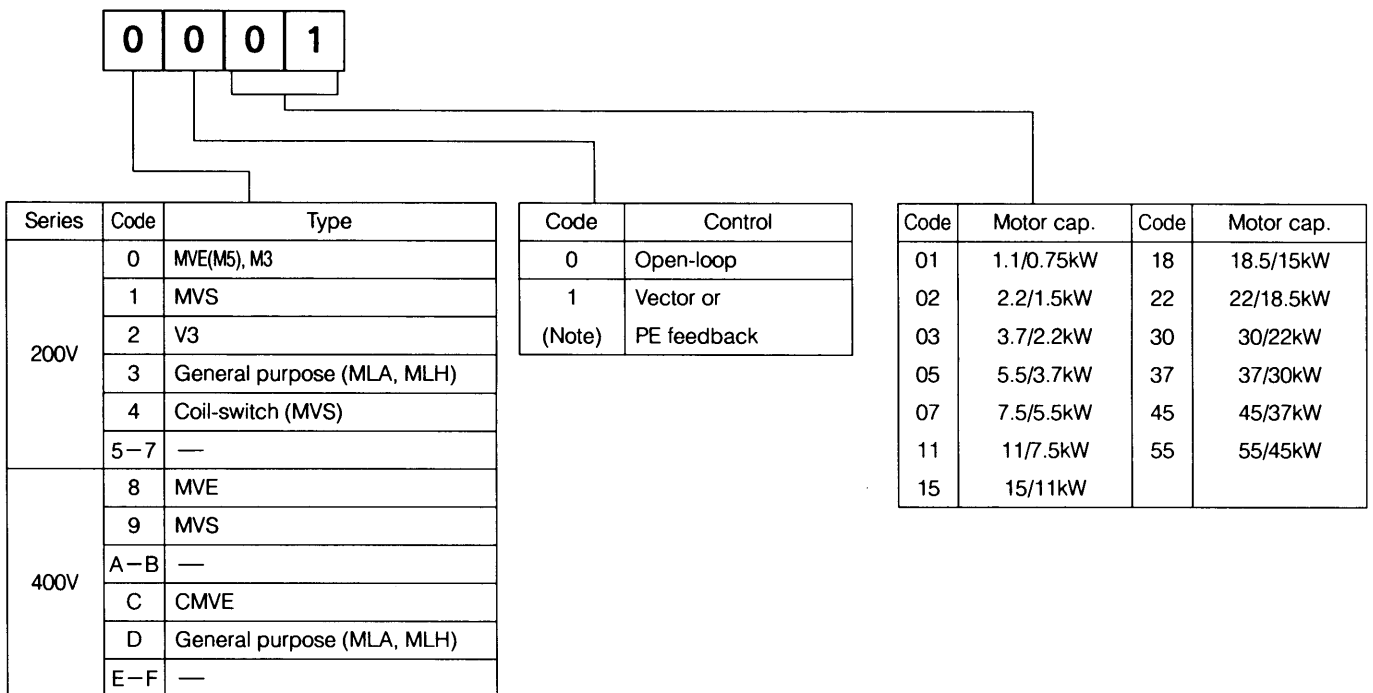 0 0 0 1
Series Code Type
200V
0 MVE(M5), M3
1 MVS
2 V3
3 General purpose (MLA, MLH)
4 Coil-switch (MVS)
5-7 —
400V
8 MVE
9 MVS
A-B —
C CMVE
D General purpose (MLA, MLH)
E-F —
Code Control
0 Open-loop
1 Vector or
(Note) PE feedback
Code Motor cap. Code Motor cap.
01 1.1/0.75kW 18 18.5/15kW
02 2.2/1.5kW 22 22/18.5kW
03 3.7/2.2kW 30 30/22kW
05 5.5/3.7kW 37 37/30kW
07 7.5/5.5kW 45 45/37kW
11 11/7.5kW 55 55/45kW
15 15/11kW